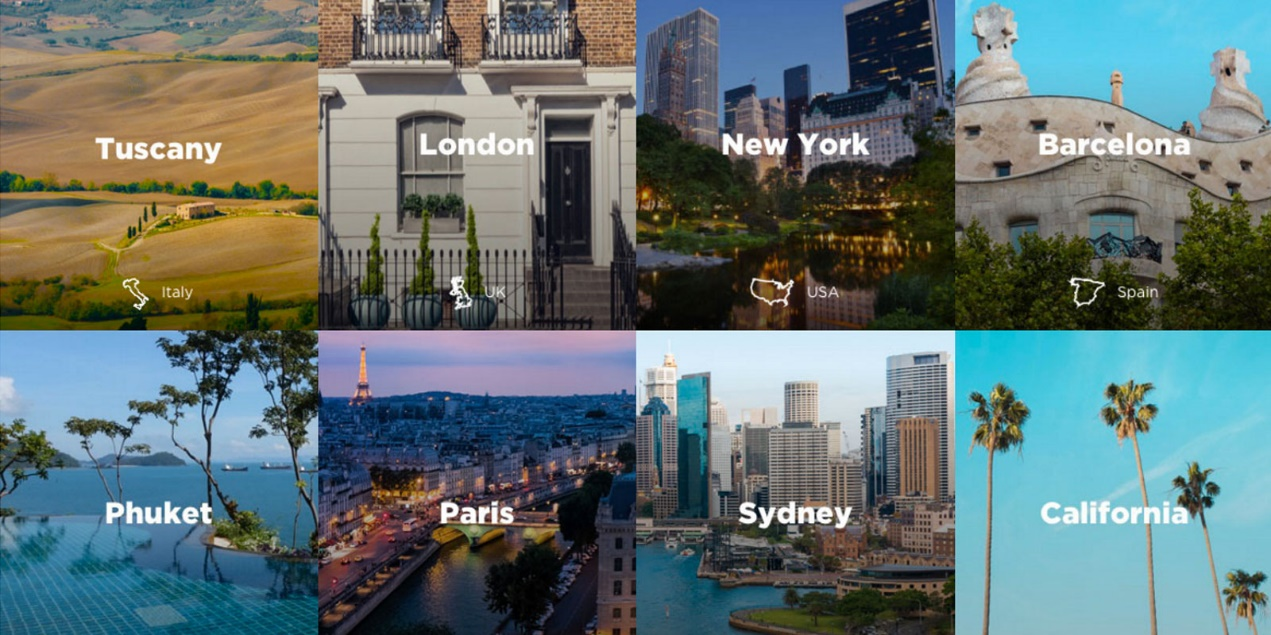 Tuscany
Italy
London
UK
New York
USA
Barcelona
Spain
Phuket
Paris
Sydney
California